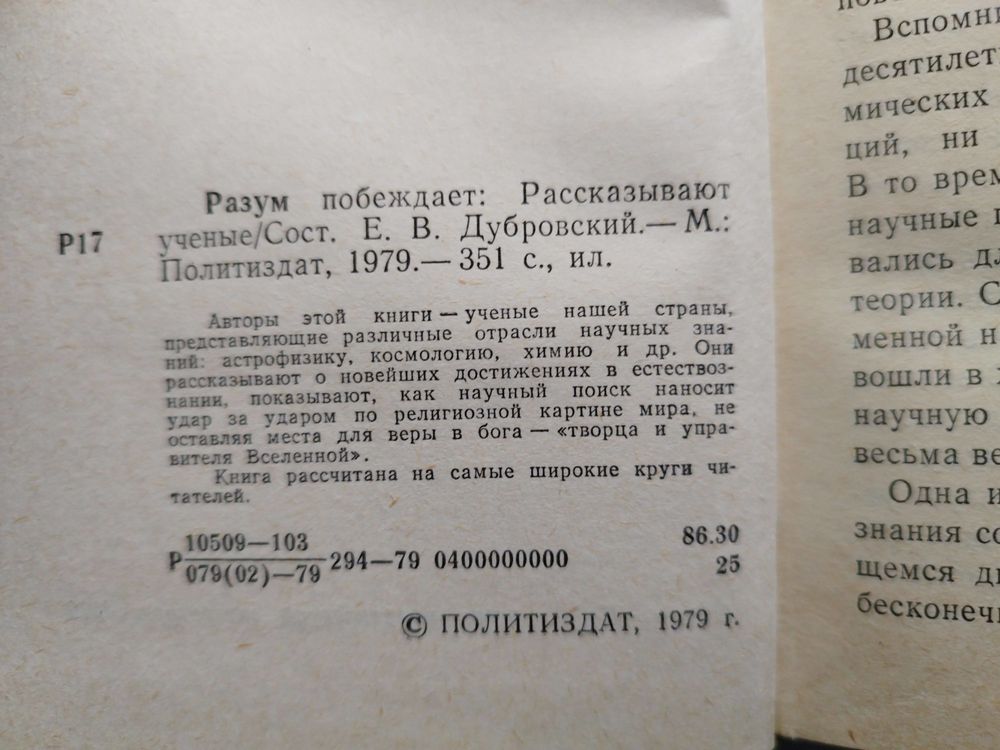 Разум побеждает: Рассказывают
Р17
ученые/Сост. Е. В. Дубровский.— М.:
Политиздат, 1979.— 351 с., ил.
Авторы этой книги — ученые нашей страны,
представляющие различные отрасли научных зна-
ний: астрофизику, космологию, химию и др. Они
рассказывают о новейших достижениях в естествоз-
нании, показывают, как научный поиск наносит
удар за ударом по религиозной картине мира, не
оставляя места для веры в бога — «творца и упра-
вителя Вселенной».
Книга рассчитана на самые широкие круги чи-
тателей.
Р 10509—103
079(02)—79 294—79 0400000000
86.30
25
© ПОЛИТИЗДАТ, 1979 г.
Вспомни
десятилет
мических
ций, ни
В то врем
научные
вались
теории. С
менной н
вошли в
научную
весьма ве
Одна и
знания со
щемся
бесконеч